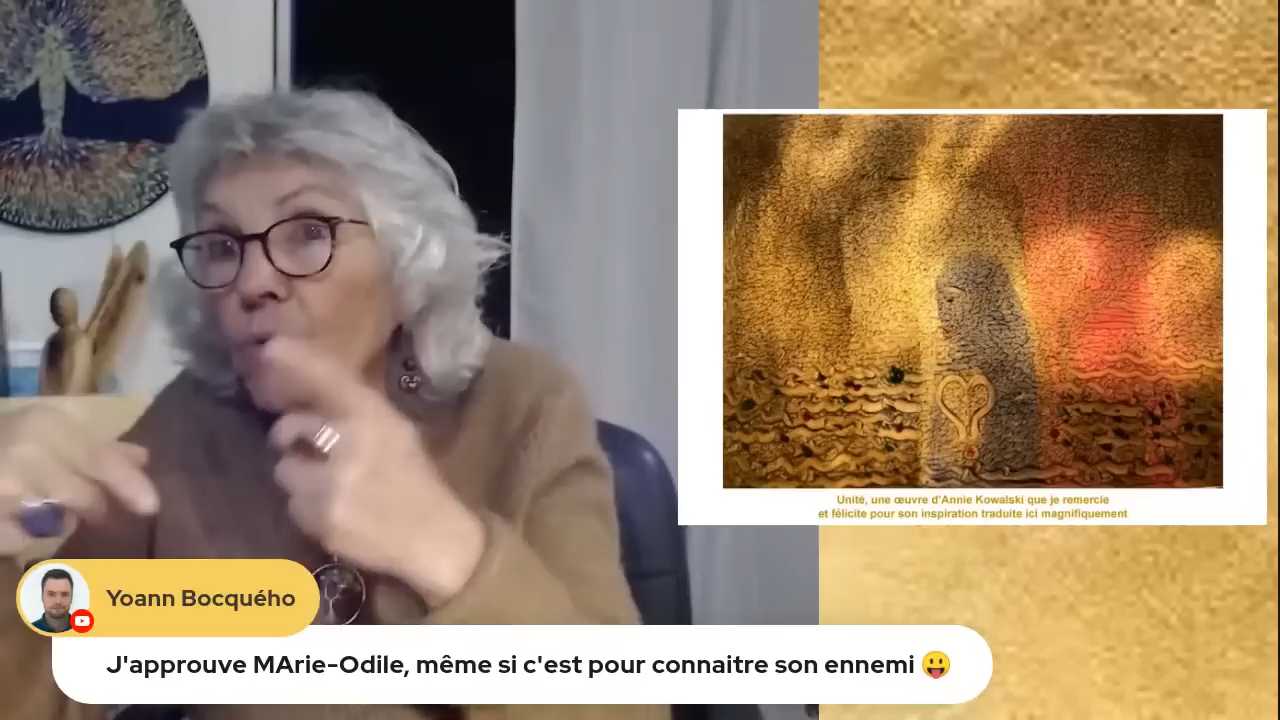 Unité, une œuvre d'Annie Kowalski que je remercie
et félicite pour son inspiration traduite ici magnifiquement
Yoann Bocquého
J'approuve MArie-Odile, même si c'est pour connaitre son ennemi 😛